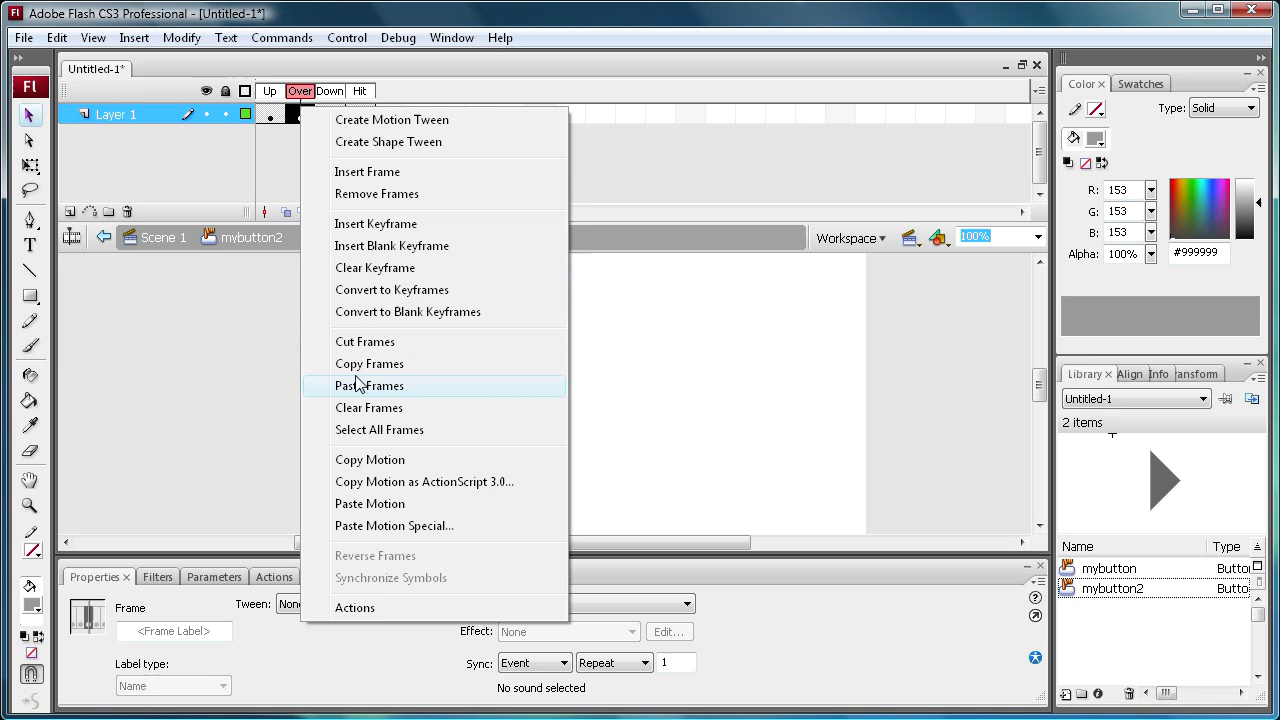 Fl Adobe Flash CS3 Professional - [Untitled-1*]
File Edit View Insert Modify Text Commands Control Debug Window Help
Fl
Untitled-1*
Up Over Down Hit
Layer 1
Create Motion Tween
Create Shape Tween
Insert Frame
Remove Frames
Insert Keyframe
Insert Blank Keyframe
Clear Keyframe
Convert to Keyframes
Convert to Blank Keyframes
Cut Frames
Copy Frames
Paste Frames
Clear Frames
Select All Frames
Copy Motion
Copy Motion as ActionScript 3.0...
Paste Motion
Paste Motion Special...
Reverse Frames
Synchronize Symbols
Actions
Scene 1 mybutton2
Workspace 100%
Color Swatches
Type: Solid
R: 153
G: 153
B: 153
Alpha: 100% #999999
Library Align Info ransform
Untitled-1
2 items
Name Type
mybutton Butto
mybutton2 Butto
Properties Filters Parameters Actions
Frame
<Frame Label>
Label type:
Name
Tween: None
Effect: None Edit...
Sync: Event Repeat 1
No sound selected